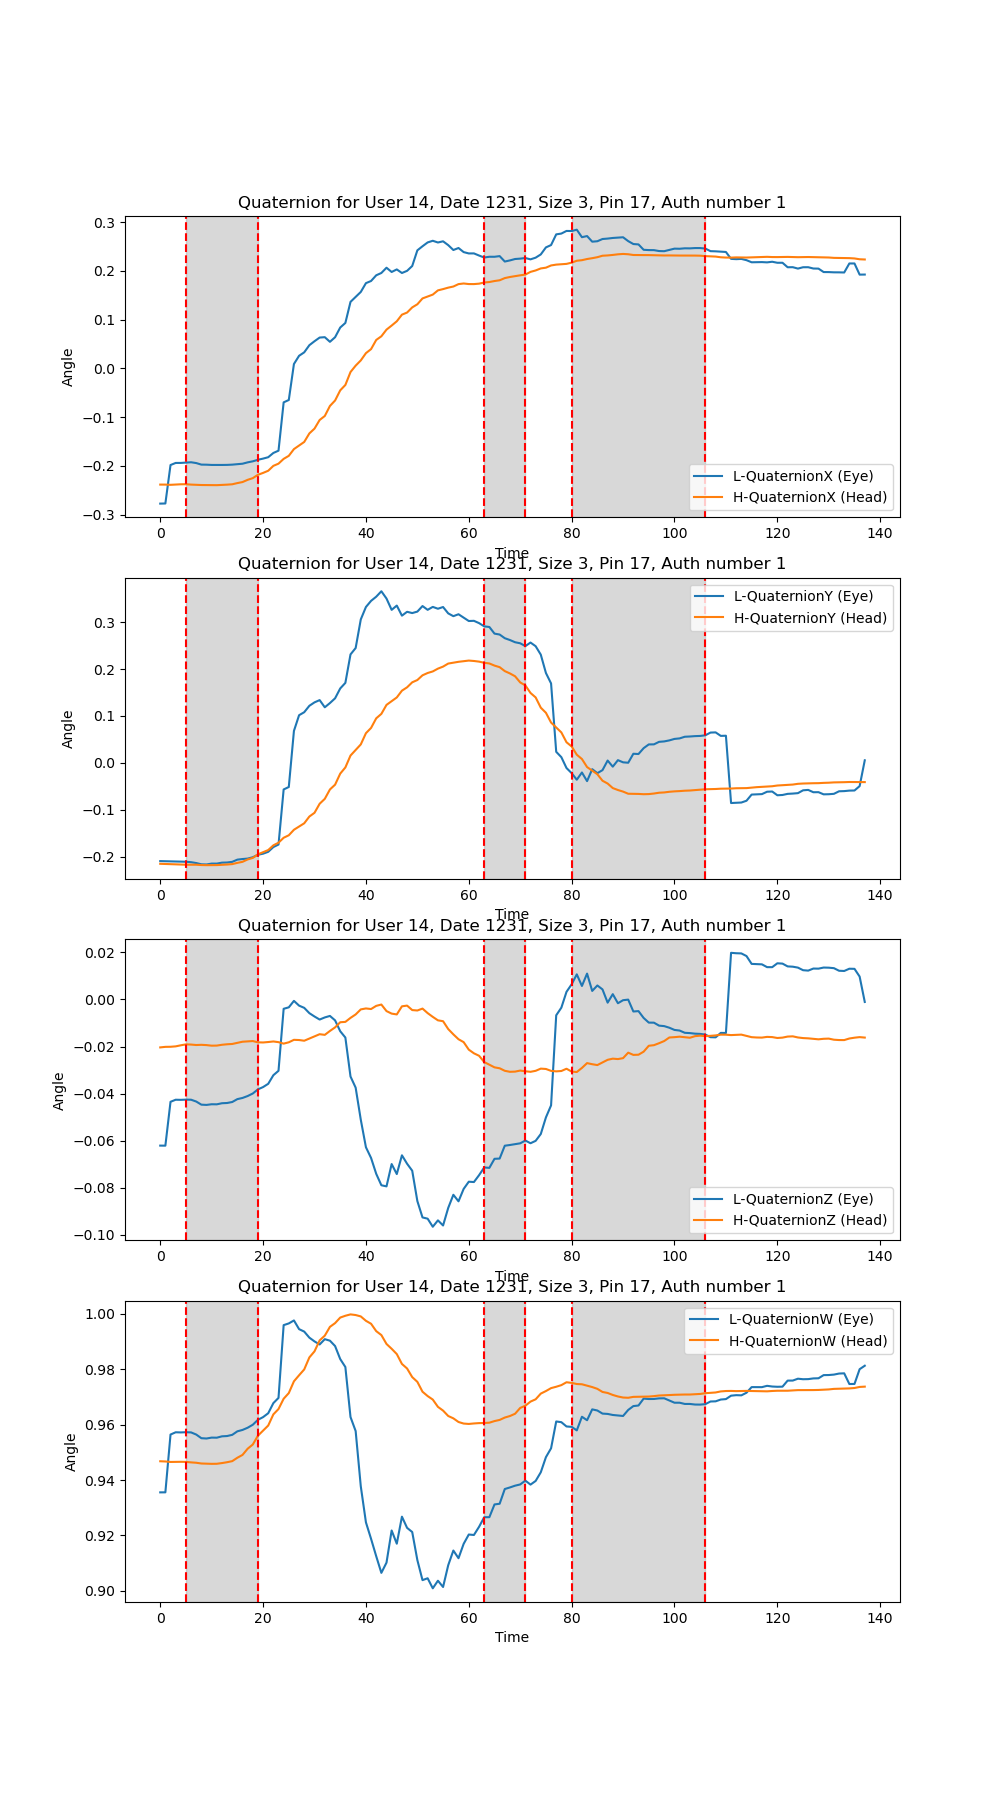 Quaternion for User 14, Date 1231, Size 3, Pin 17, Auth number 1
0.3
0.2
0.1
0.0
−0.1
−0.2
−0.3
Angle
L-QuaternionX (Eye)
H-QuaternionX (Head)
0 20 40 60 80 100 120 140
Time
Quaternion for User 14, Date 1231, Size 3, Pin 17, Auth number 1
L-QuaternionY (Eye)
H-QuaternionY (Head)
0.3
0.2
0.1
0.0
−0.1
−0.2
Angle
0 20 40 60 80 100 120 140
Time
Quaternion for User 14, Date 1231, Size 3, Pin 17, Auth number 1
0.02
0.00
−0.02
−0.04
−0.06
−0.08
−0.10
Angle
L-QuaternionZ (Eye)
H-QuaternionZ (Head)
0 20 40 60 80 100 120 140
Time
Quaternion for User 14, Date 1231, Size 3, Pin 17, Auth number 1
L-QuaternionW (Eye)
H-QuaternionW (Head)
1.00
0.98
0.96
0.94
0.92
0.90
Angle
0 20 40 60 80 100 120 140
Time